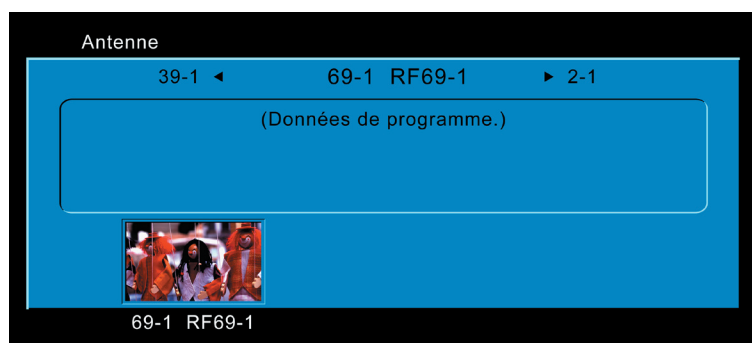 Antenne
39-1 ◄ 69-1 RF69-1 ► 2-1
(Données de programme.)
69-1 RF69-1